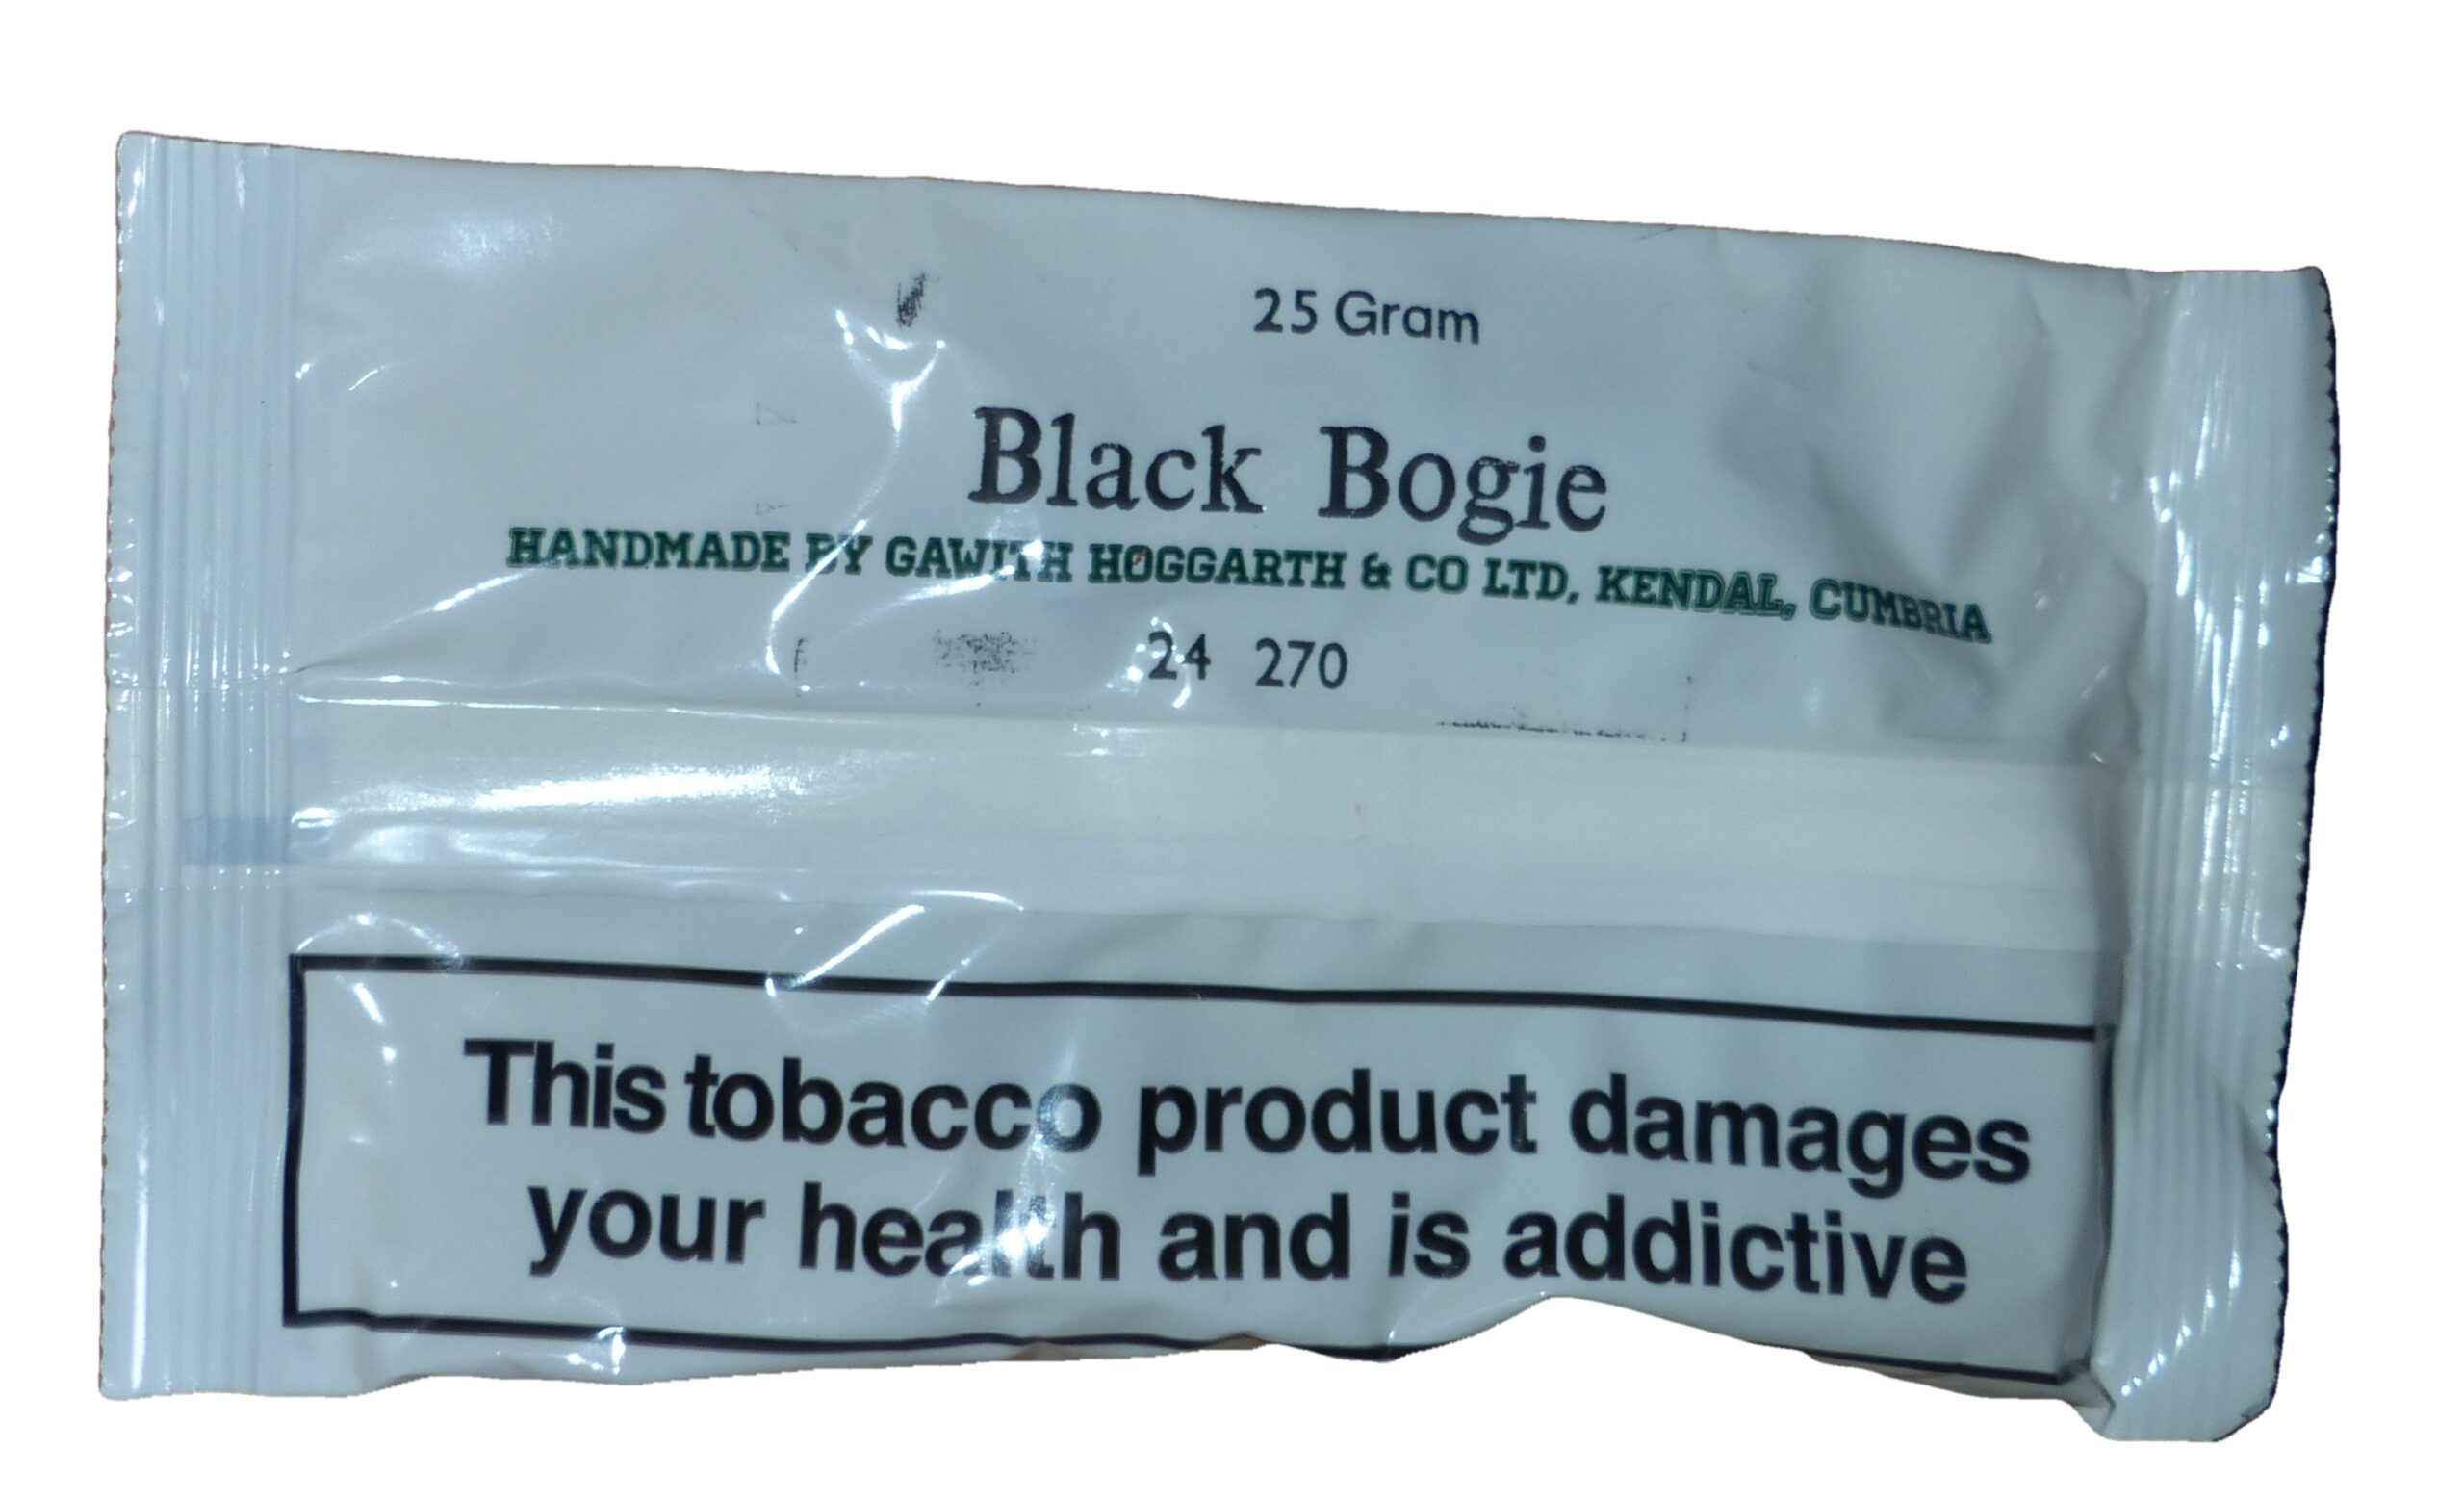 25 Gram
Black Bogie
HANDMADE BY GAWITH HOGGARTH & CO LTD, KENDAL, CUMBRIA
24 270
This tobacco product damages
your health and is addictive